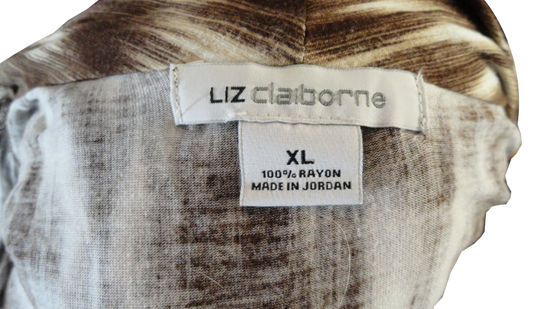 LIZ claiborne
XL
100% RAYON
MADE IN JORDAN